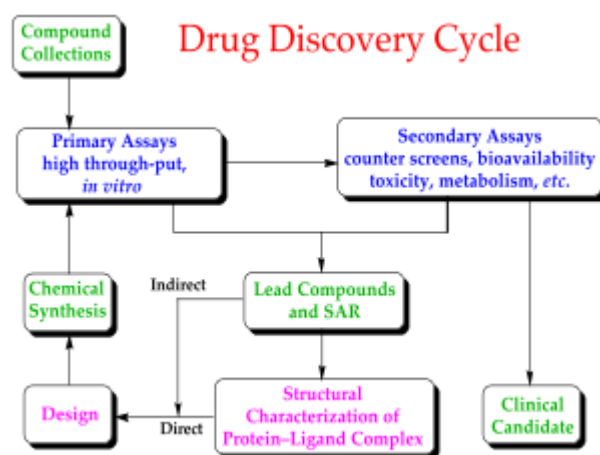 Compound
Collections
Drug Discovery Cycle
Primary Assays
high through-put,
in vitro
Secondary Assays
counter screens, bioavailability
toxicity, metabolism, etc.
Chemical
Synthesis
Indirect
Lead Compounds
and SAR
Design
Direct
Structural
Characterization of
Protein–Ligand Complex
Clinical
Candidate